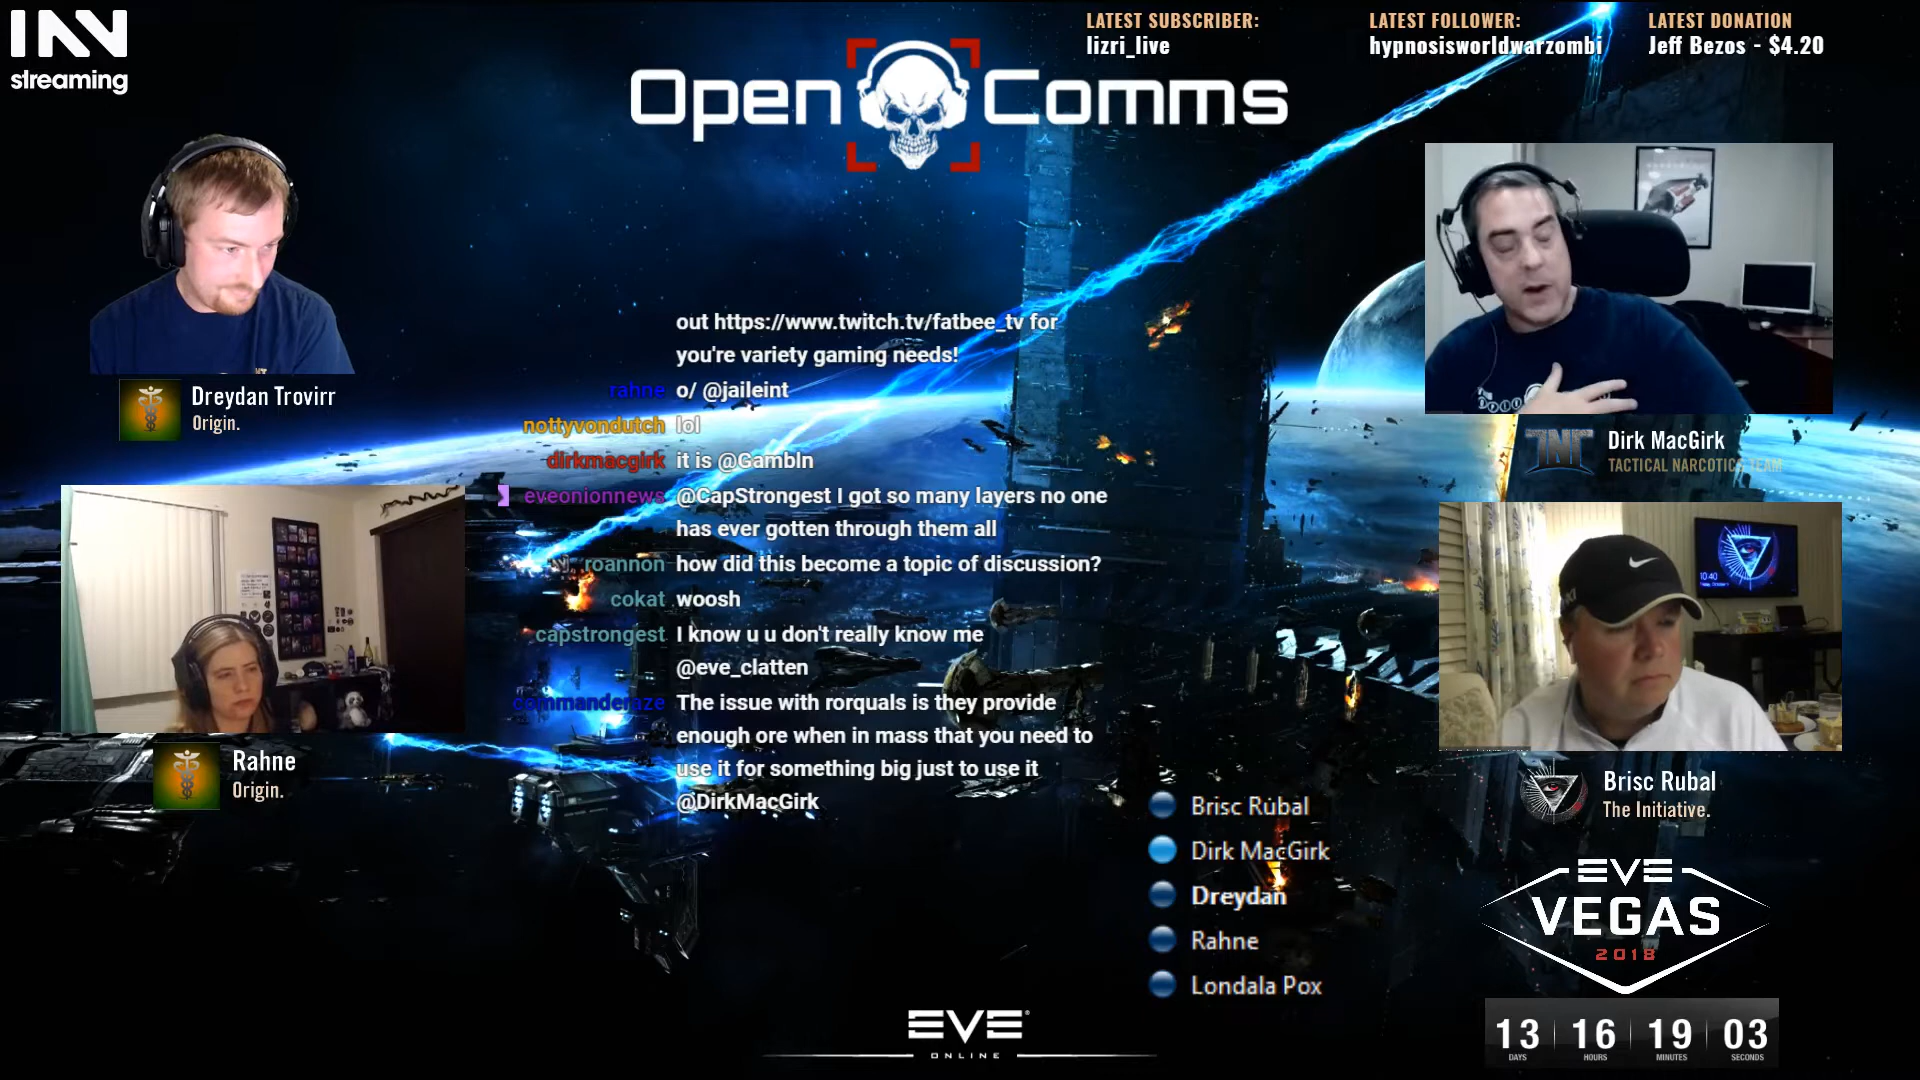 INN
streaming
Open Comms
LATEST SUBSCRIBER:
lizri_live
LATEST FOLLOWER:
hypnosisworldwarzombi
LATEST DONATION
Jeff Bezos - $4.20
Dreydan Trovirr
Origin.
out https://www.twitch.tv/fatbee_tv for
you're variety gaming needs!
rahne o/ @jaileint
nottyvondutch lol
dirkmacgirk it is @Gambln
eveonionnews @CapStrongest I got so many layers no one
has ever gotten through them all
roannon how did this become a topic of discussion?
cokat woosh
capstrongest I know u u don't really know me
@eve_clatten
commanderaze The issue with rorquals is they provide
enough ore when in mass that you need to
use it for something big just to use it
@DirkMacGirk
Rahne
Origin.
TNT
Dirk MacGirk
TACTICAL NARCOTICS TEAM
10:40
Brisc Rubal
The Initiative.
Brisc Rubal
Dirk MacGirk
Dreydan
Rahne
Londala Pox
EVE
VEGAS
2018
13 16 19 03
DAYS HOURS MINUTES SECONDS
EVE
ONLINE